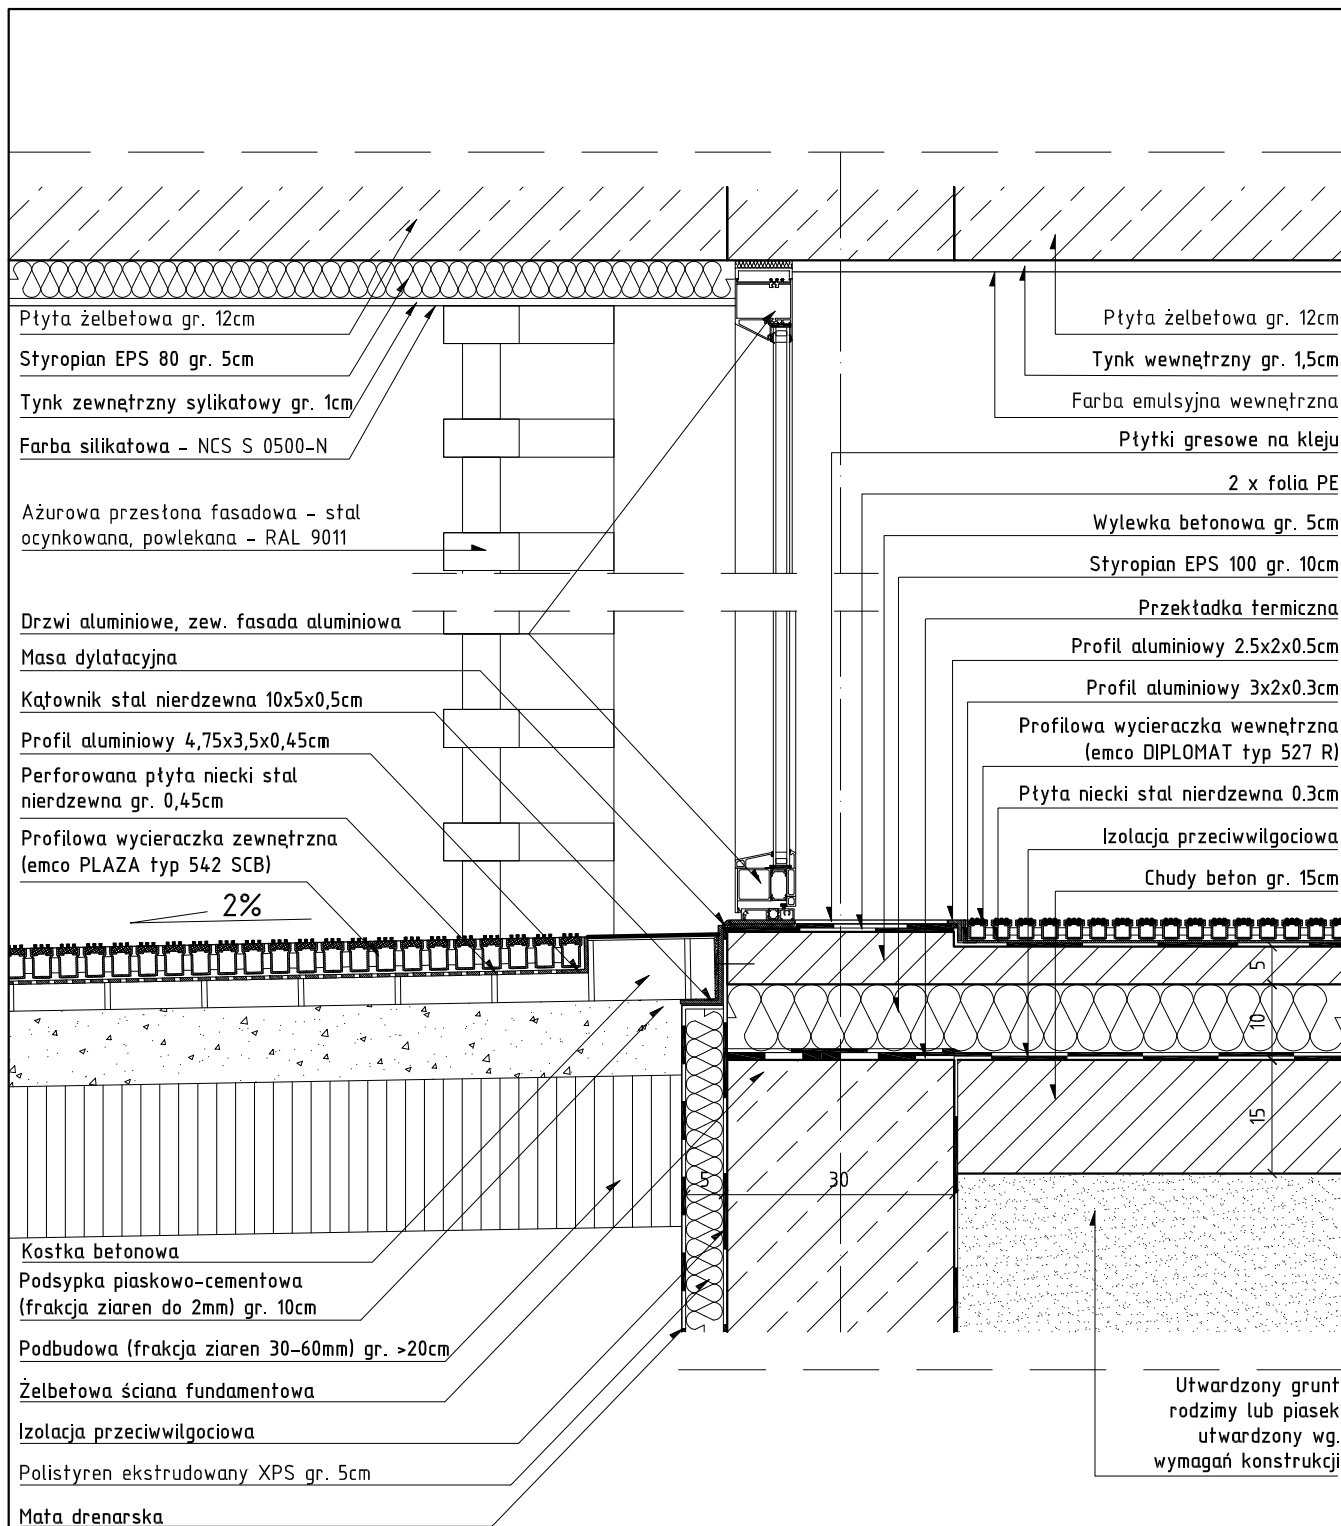 Płyta żelbetowa gr. 12cm
Styropian EPS 80 gr. 5cm
Tynk zewnętrzny sylikatowy gr. 1cm
Farba silikatowa – NCS S 0500-N
Ażurowa przesłona fasadowa – stal
ocynkowana, powlekana – RAL 9011
Drzwi aluminiowe, zew. fasada aluminiowa
Masa dylatacyjna
Kątownik stal nierdzewna 10x5x0,5cm
Profil aluminiowy 4,75x3,5x0,45cm
Perforowana płyta niecki stal
nierdzewna gr. 0,45cm
Profilowa wycieraczka zewnętrzna
(emco PLAZA typ 542 SCB)
2%
Płyta żelbetowa gr. 12cm
Tynk wewnętrzny gr. 1,5cm
Farba emulsyjna wewnętrzna
Płytki gresowe na kleju
2 x folia PE
Wylewka betonowa gr. 5cm
Styropian EPS 100 gr. 10cm
Przekładka termiczna
Profil aluminiowy 2.5x2x0.5cm
Profil aluminiowy 3x2x0.3cm
Profilowa wycieraczka wewnętrzna
(emco DIPLOMAT typ 527 R)
Płyta niecki stal nierdzewna 0.3cm
Izolacja przeciwwilgociowa
Chudy beton gr. 15cm
5
10
15
5
30
Kostka betonowa
Podsypka piaskowo-cementowa
(frakcja ziaren do 2mm) gr. 10cm
Podbudowa (frakcja ziaren 30-60mm) gr. >20cm
Żelbetowa ściana fundamentowa
Izolacja przeciwwilgociowa
Polistyren ekstrudowany XPS gr. 5cm
Mata drenarska
Utwardzony grunt
rodzimy lub piasek
utwardzony wg.
wymagań konstrukcji